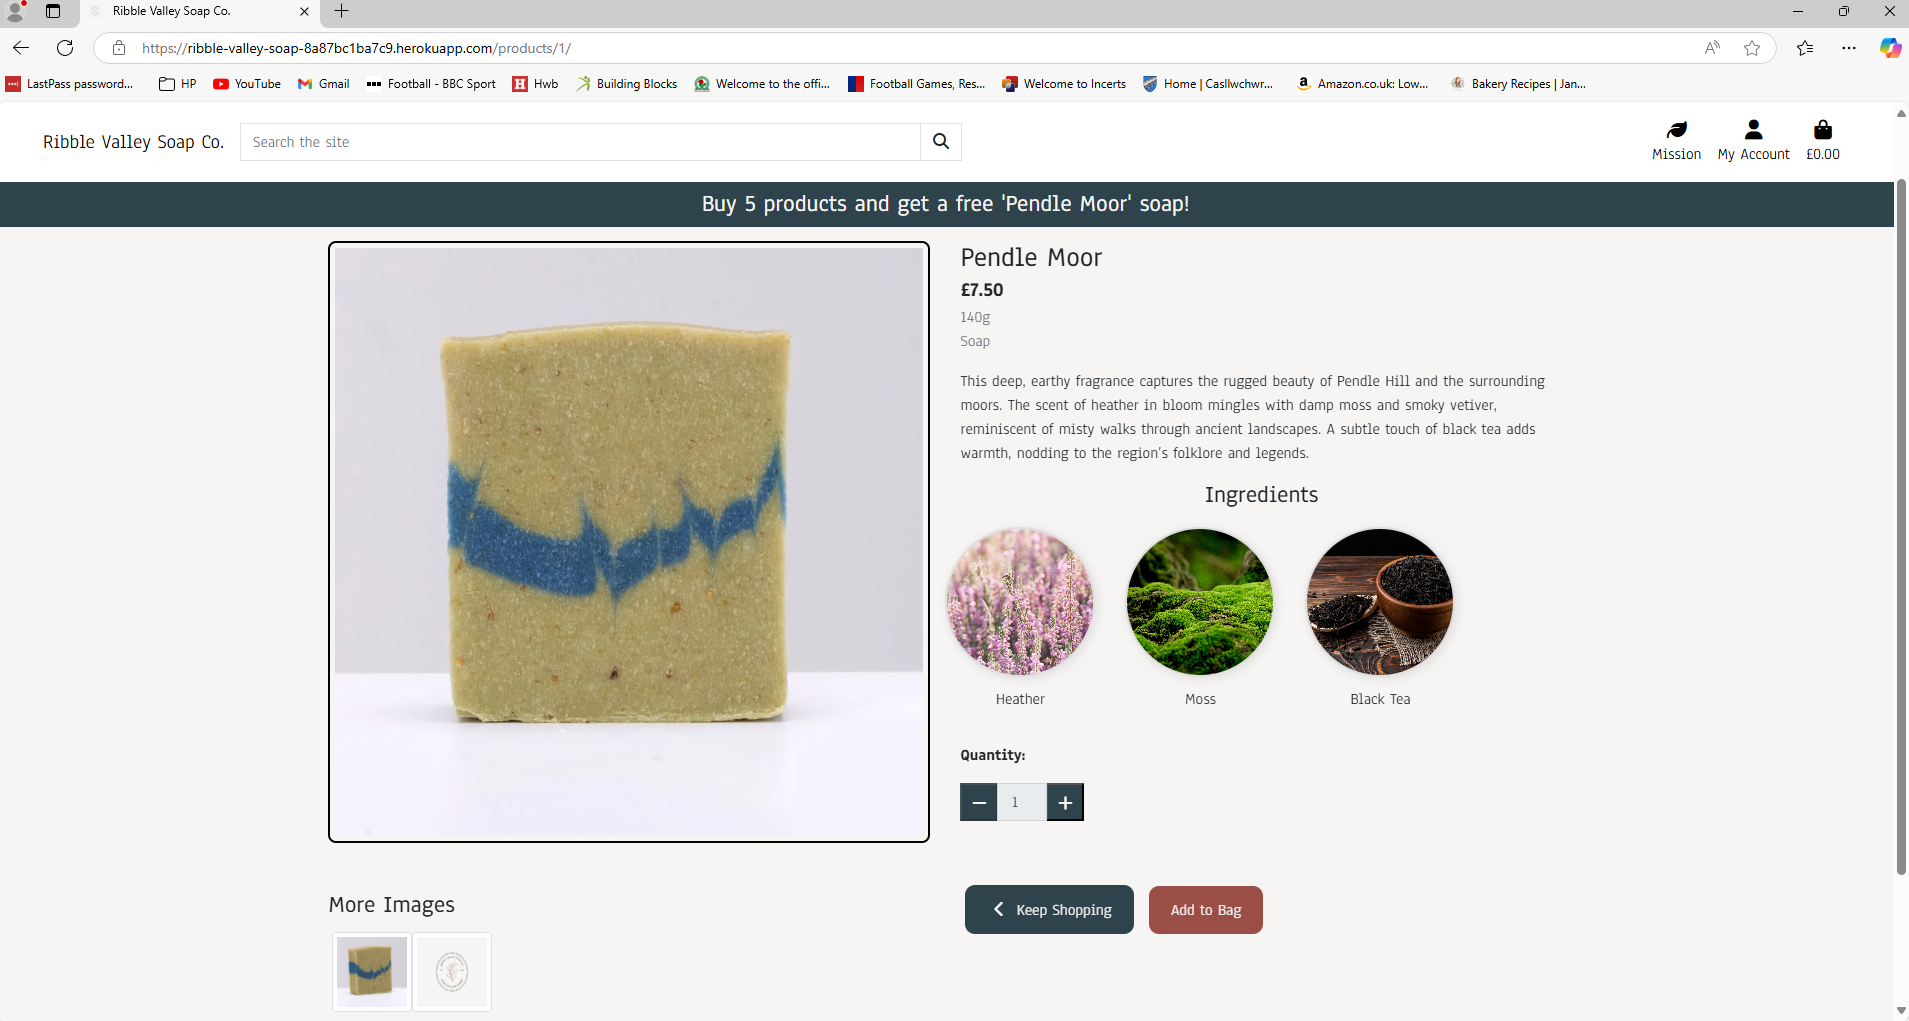 Ribble Valley Soap Co.
https://ribble-valley-soap-8a87bc1ba7c9.herokuapp.com/products/1/
LastPass password...
HP
YouTube
Gmail
Football - BBC Sport
Hwb
Building Blocks
Welcome to the offi...
Football Games, Res...
Welcome to Incerts
Home | Casllwchwr...
Amazon.co.uk: Low...
Bakery Recipes | Jan...
Ribble Valley Soap Co.
Search the site
Mission
My Account
£0.00
Buy 5 products and get a free 'Pendle Moor' soap!
Pendle Moor
£7.50
140g
Soap
This deep, earthy fragrance captures the rugged beauty of Pendle Hill and the surrounding
moors. The scent of heather in bloom mingles with damp moss and smoky vetiver,
reminiscent of misty walks through ancient landscapes. A subtle touch of black tea adds
warmth, nodding to the region's folklore and legends.
Ingredients
Heather
Moss
Black Tea
Quantity:
1
Keep Shopping
Add to Bag
More Images